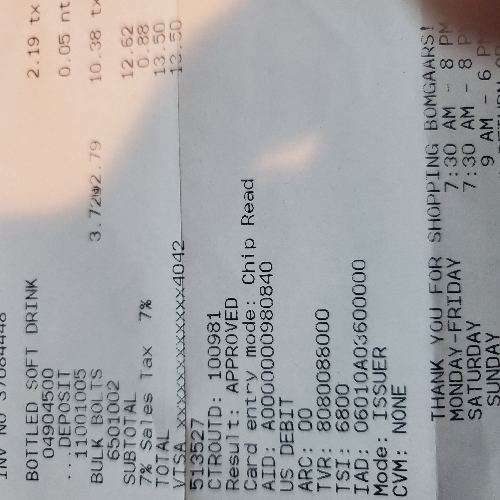 INV NO 37084448
BOTTLED SOFT DRINK 2.19 tx
04904500
...DEPOSIT 0.05 nt
11001005
BULK BOLTS 3.72@2.79 10.38 tx
6501002
SUBTOTAL 12.62
7% Sales Tax 7% 0.88
TOTAL 13.50
VISA xxxxxxxxxxxx4042 13.50
513527
CTROUTD: 100981
Result: APPROVED
Card entry mode: Chip Read
AID: A0000000980840
US DEBIT
ARC: 00
TVR: 8080088000
TSI: 6800
IAD: 06010A03600000
Mode: ISSUER
CVM: NONE
THANK YOU FOR SHOPPING BOMGAARS!
MONDAY-FRIDAY 7:30 AM - 8 PM
SATURDAY 7:30 AM - 8 P
SUNDAY 9 AM - 6 P